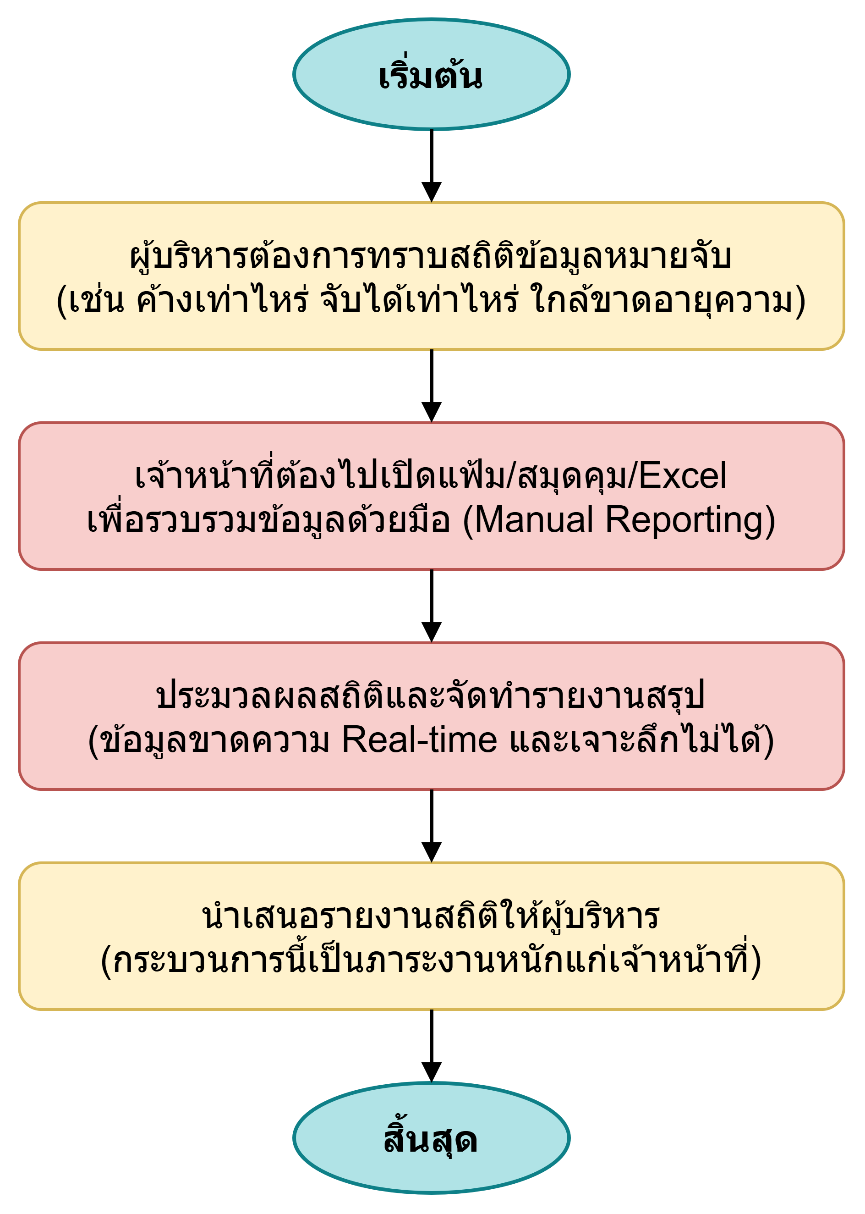 เริ่มต้น
ผู้บริหารต้องการทราบสถิติข้อมูลหมายจับ
(เช่น ค้างเท่าไหร่ จับได้เท่าไหร่ ใกล้ขาดอายุความ)
เจ้าหน้าที่ต้องไปเปิดแฟ้ม/สมุดคุม/Excel
เพื่อรวบรวมข้อมูลด้วยมือ (Manual Reporting)
ประมวลผลสถิติและจัดทำรายงานสรุป
(ข้อมูลขาดความ Real-time และเจาะลึกไม่ได้)
นำเสนอรายงานสถิติให้ผู้บริหาร
(กระบวนการนี้เป็นภาระงานหนักแก่เจ้าหน้าที่)
สิ้นสุด